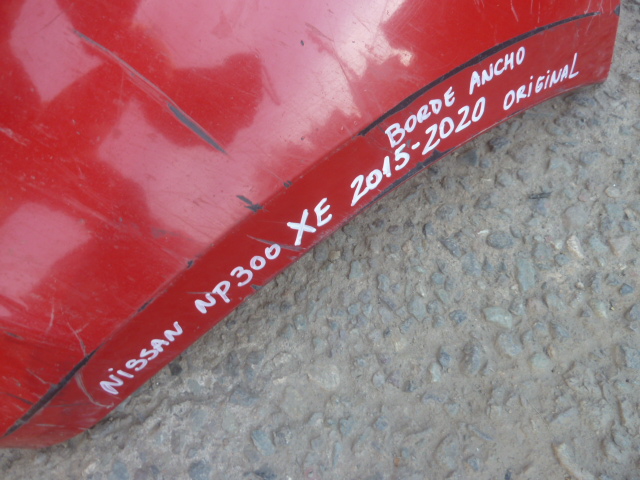 BORDE ANCHO
NiSSAN NP300 XE 2015-2020 ORiGiNAL